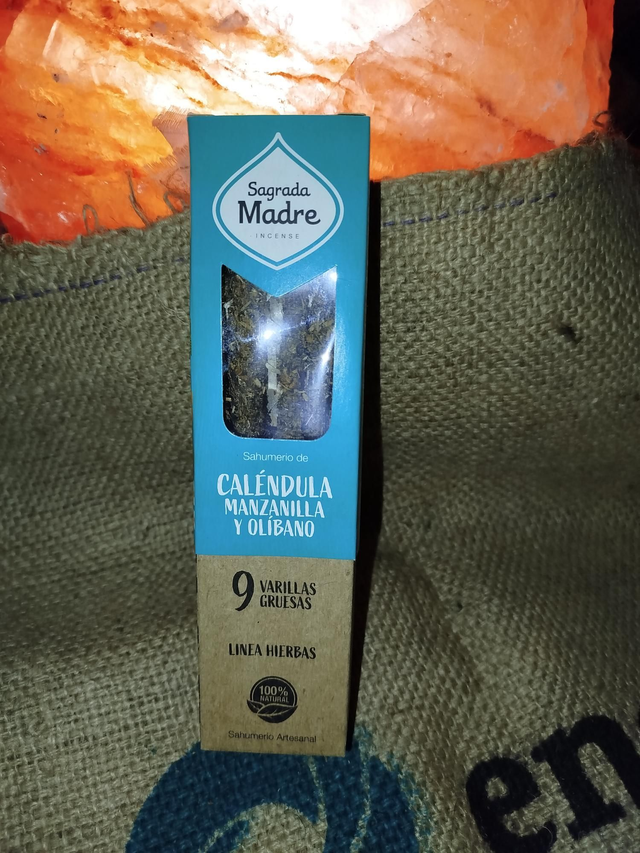 Sagrada
Madre
INCENSE
Sahumerio de
CALÉNDULA
MANZANILLA
Y OLÍBANO
9 VARILLAS
GRUESAS
LINEA HIERBAS
100%
NATURAL
Sahumerio Artesanal
en